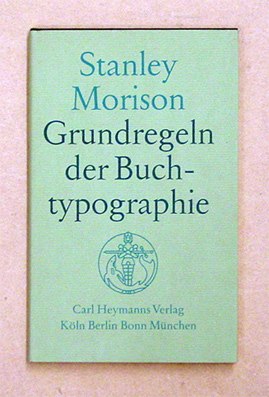 Stanley
Morison
Grundregeln
der Buch-
typographie
Carl Heymanns Verlag
Köln Berlin Bonn München